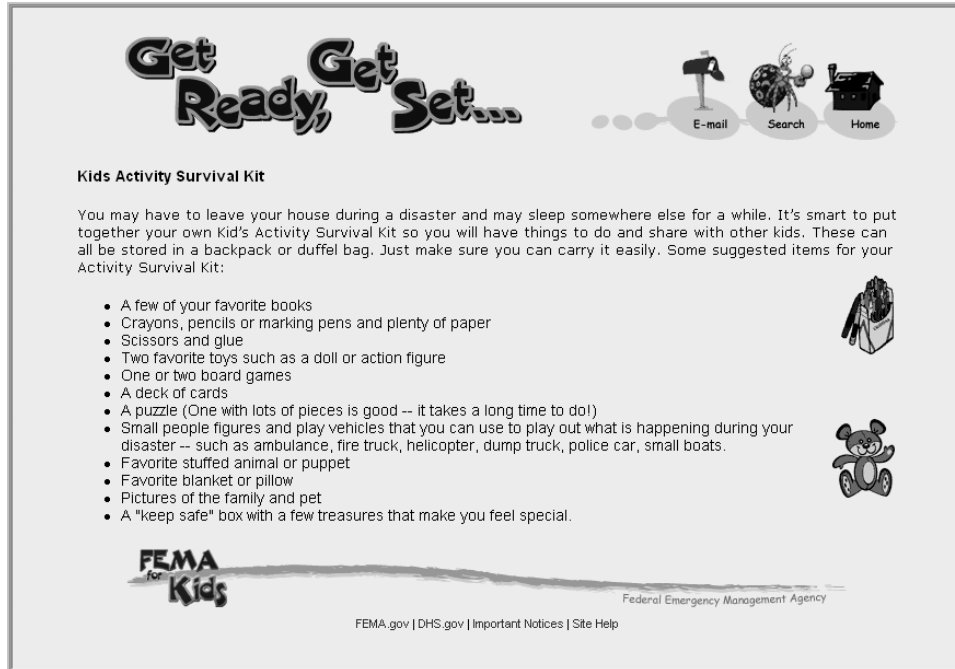 Get Ready, Get Set...
E-mail Search Home
Kids Activity Survival Kit
You may have to leave your house during a disaster and may sleep somewhere else for a while. It's smart to put
together your own Kid's Activity Survival Kit so you will have things to do and share with other kids. These can
all be stored in a backpack or duffel bag. Just make sure you can carry it easily. Some suggested items for your
Activity Survival Kit:
• A few of your favorite books
• Crayons, pencils or marking pens and plenty of paper
• Scissors and glue
• Two favorite toys such as a doll or action figure
• One or two board games
• A deck of cards
• A puzzle (One with lots of pieces is good -- it takes a long time to do!)
• Small people figures and play vehicles that you can use to play out what is happening during your
disaster -- such as ambulance, fire truck, helicopter, dump truck, police car, small boats.
• Favorite stuffed animal or puppet
• Favorite blanket or pillow
• Pictures of the family and pet
• A "keep safe" box with a few treasures that make you feel special.
FEMA
for
Kids
Federal Emergency Management Agency
FEMA.gov | DHS.gov | Important Notices | Site Help